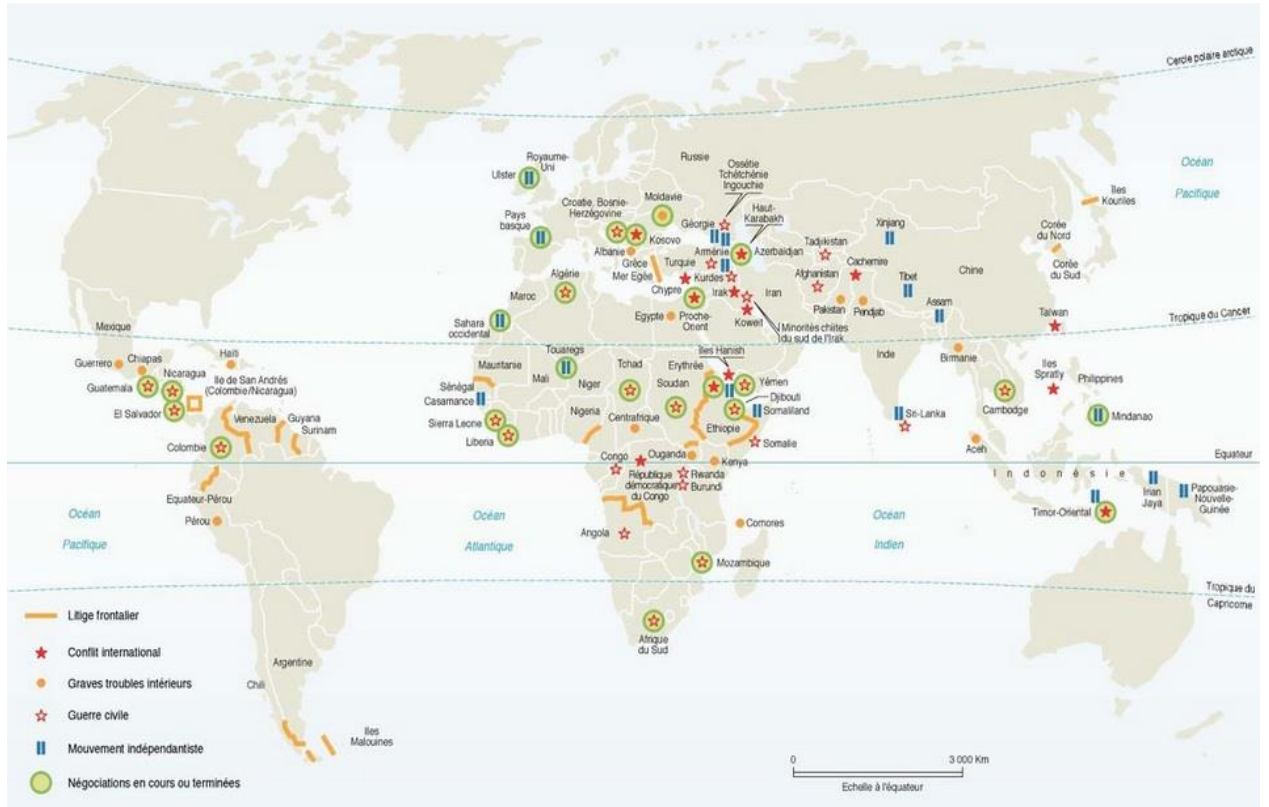 Cercle polaire arctique
Océan
Pacifique
Royaume-
Uni
Ulster
Russie
Ossétie
Tchétchénie
Ingouchie
Moldavie
Croatie, Bosnie-
Herzégovine
Haut-
Karabakh
Îles
Kouriles
Pays
basque
Géorgie
Xinjiang
Corée
du Nord
Kosovo
Albanie
Arménie
Azerbaïdjan
Tadjikistan
Grèce
Mer Egée
Turquie
Cachemire
Corée
du Sud
Algérie
Kurdes
Afghanistan
Tibet
Chine
Chypre
Irak
Iran
Maroc
Pakistan
Pendjab
Assam
Egypte
Proche-
Orient
Koweit
Taïwan
Tropique du Cancer
Sahara
occidental
Minorités chiites
du sud de l'Irak
Mexique
Inde
Birmanie
Guerrero
Chiapas
Haïti
Nicaragua
Guatemala
Ile de San Andrés
(Colombie/Nicaragua)
Touaregs
Mauritanie
Mali
Niger
Tchad
Erythrée
Îles Hanish
Soudan
Yémen
Iles
Spratly
Philippines
Sénégal
Casamance
El Salvador
Venezuela
Guyana
Surinam
Nigeria
Centrafrique
Djibouti
Somaliland
Sri-Lanka
Cambodge
Mindanao
Sierra Leone
Liberia
Ethiopie
Colombie
Somalie
Aceh
Congo
Ouganda
Kenya
Equateur
République
démocratique
du Congo
Rwanda
Burundi
Indonésie
Equateur-Pérou
Irian
Jaya
Papouasie-
Nouvelle-
Guinée
Océan
Pacifique
Pérou
Océan
Atlantique
Angola
Comores
Océan
Indien
Timor-Oriental
Mozambique
Tropique du
Capricorne
Afrique
du Sud
Litige frontalier
Conflit international
Graves troubles intérieurs
Guerre civile
Mouvement indépendantiste
Négociations en cours ou terminées
Argentine
Chili
Iles
Malouines
0 3 000 Km
Echelle à l'équateur